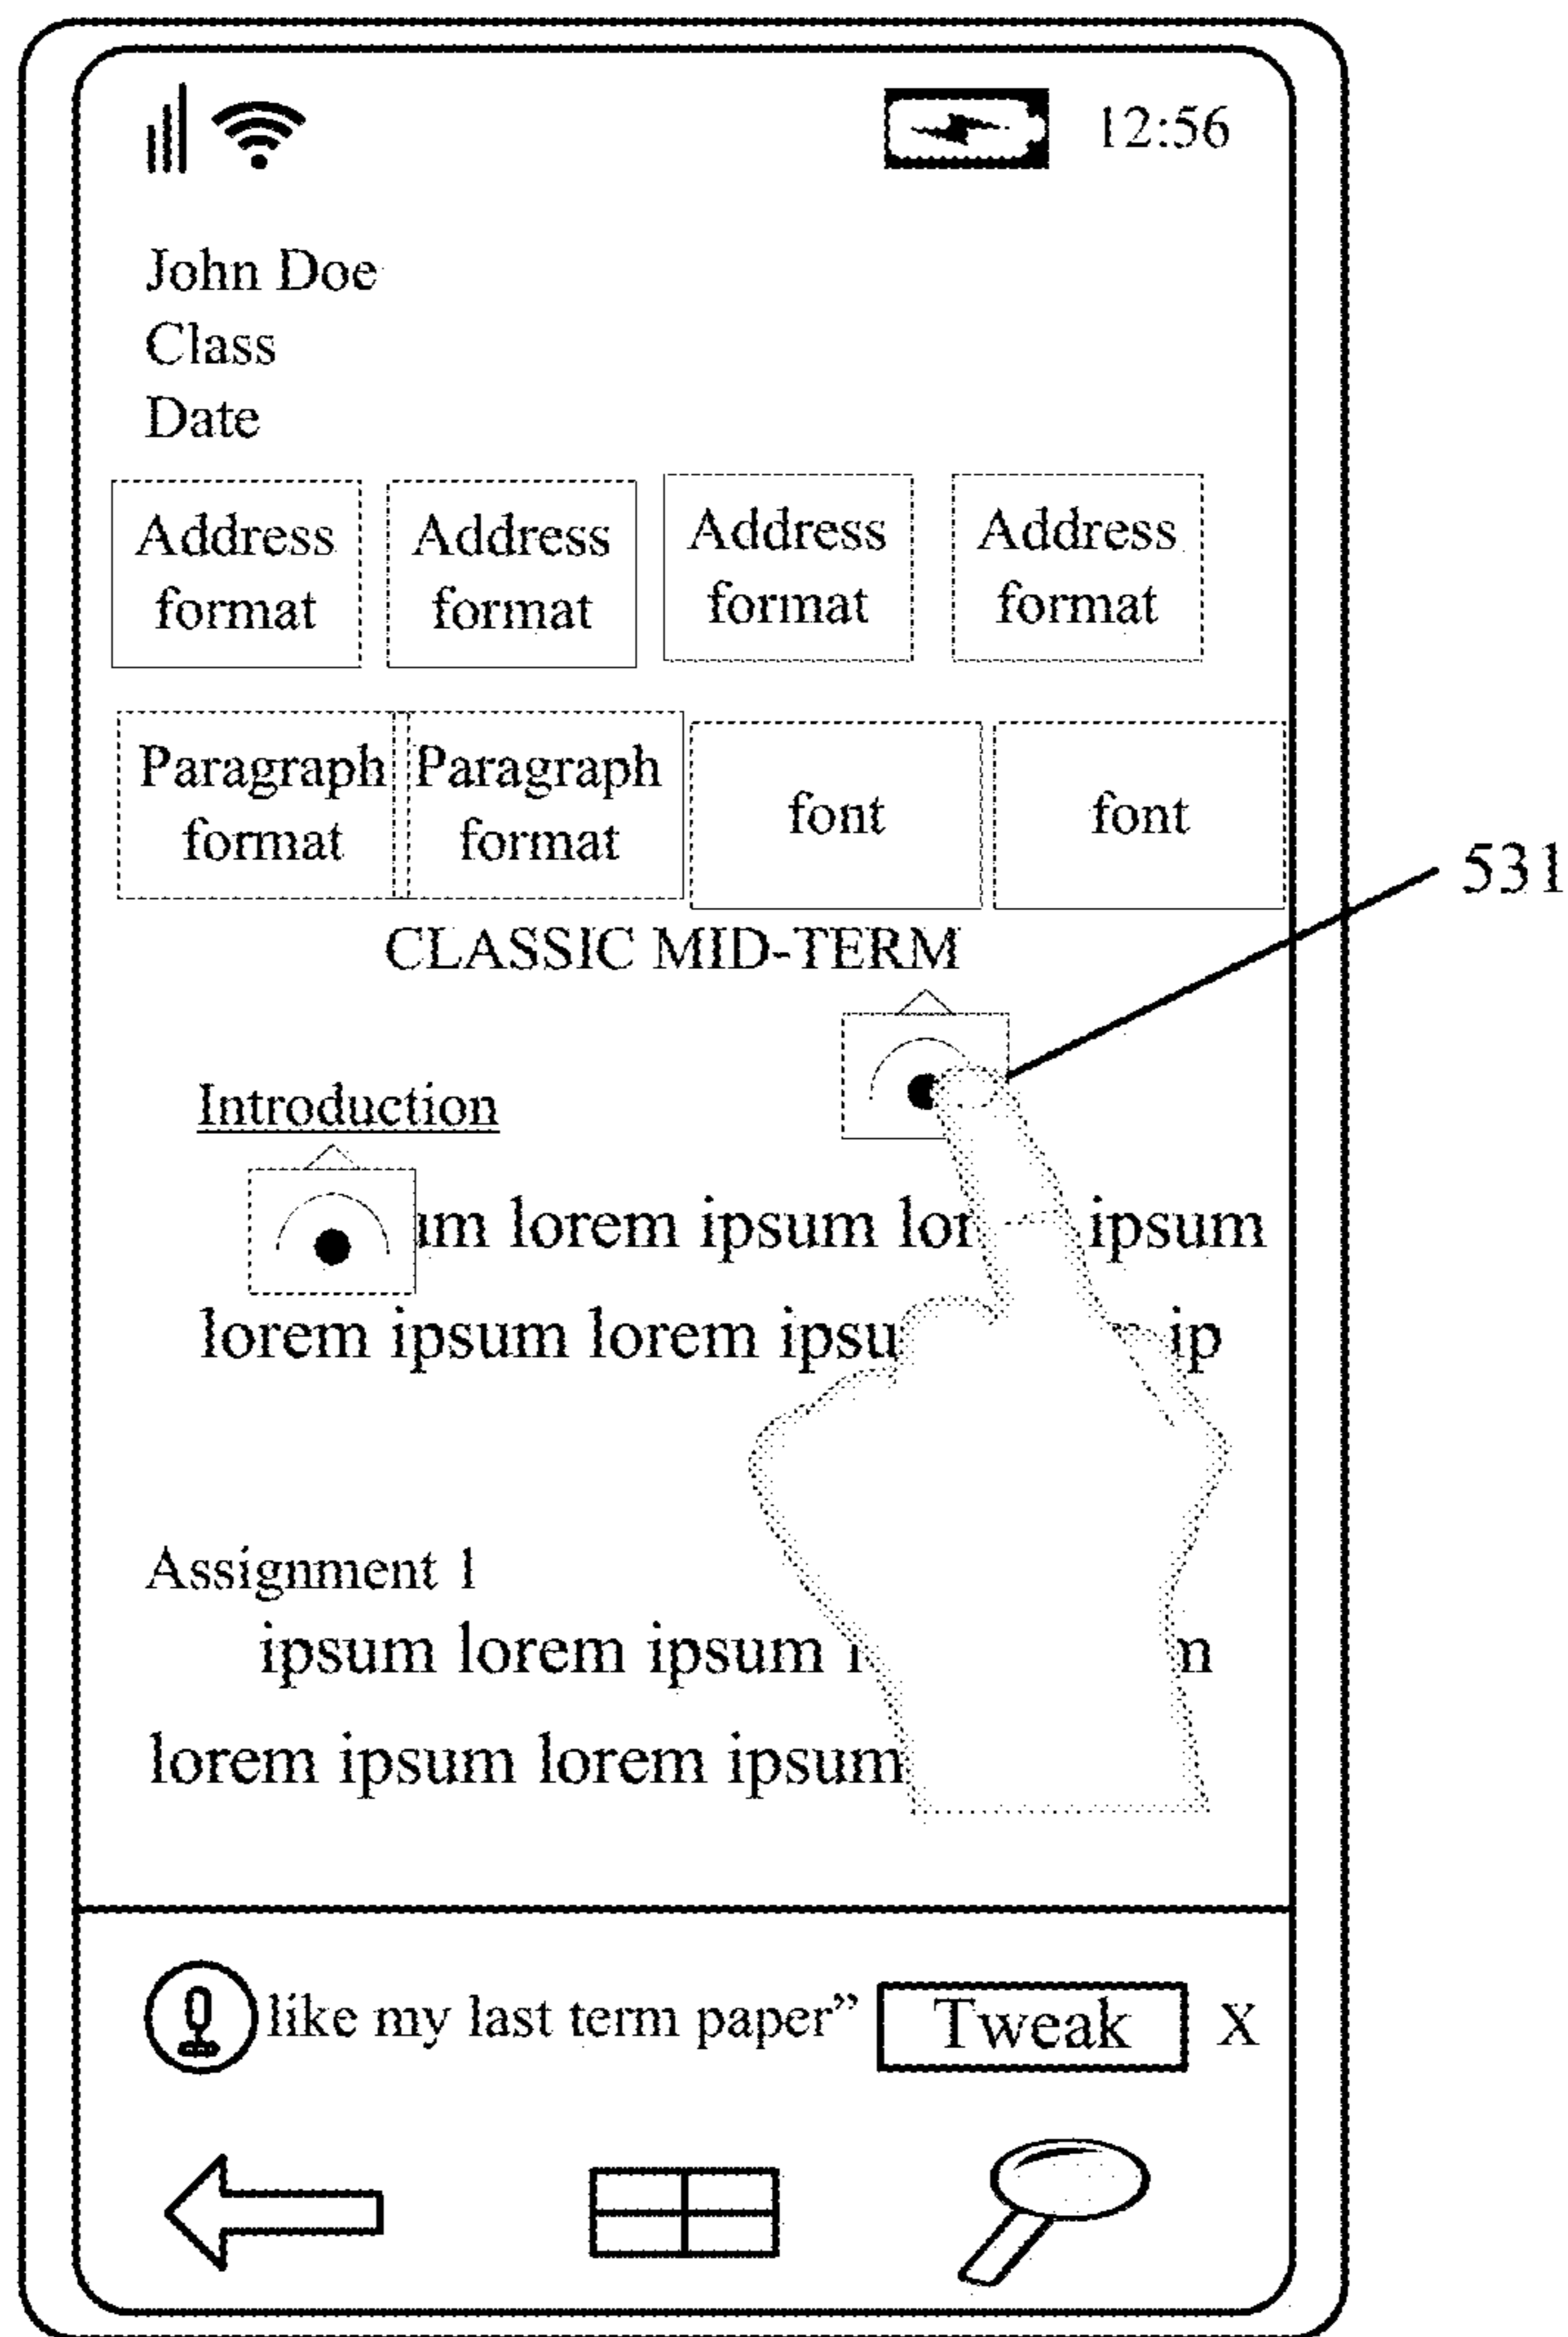 12:56
John Doe
Class
Date
Address format
Address format
Address format
Address format
Paragraph format
Paragraph format
font
font
531
CLASSIC MID-TERM
Introduction
um lorem ipsum lor ipsum
lorem ipsum lorem ipsu ip
Assignment 1
ipsum lorem ipsum
lorem ipsum lorem ipsum
like my last term paper” Tweak X